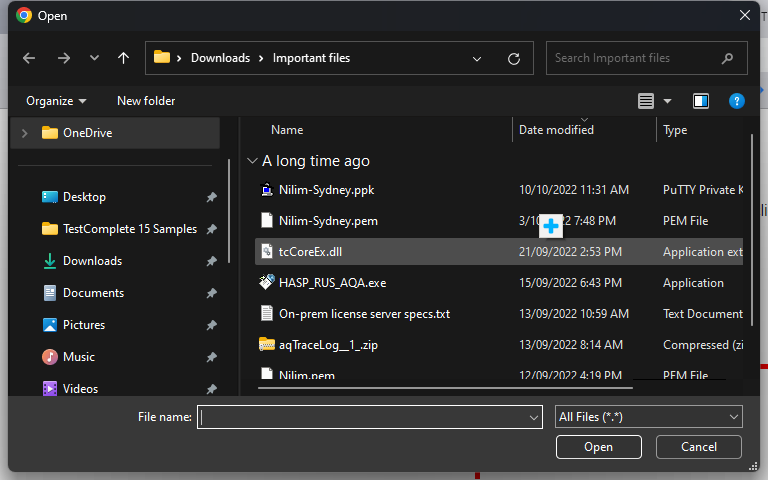 Open
Downloads
Important files
Search Important files
Organize
New folder
OneDrive
Desktop
TestComplete 15 Samples
Downloads
Documents
Pictures
Music
Videos
Name Date modified Type
A long time ago
Nilim-Sydney.ppk 10/10/2022 11:31 AM PuTTY Private K
Nilim-Sydney.pem 7:48 PM PEM File
tcCoreEx.dll 21/09/2022 2:53 PM Application ext
HASP_RUS_AQA.exe 15/09/2022 6:43 PM Application
On-prem license server specs.txt 13/09/2022 10:59 AM Text Document
aqTraceLog__1_.zip 13/09/2022 8:14 AM Compressed (zi
Nilim.pem 12/09/2022 4:19 PM PEM File
File name:
All Files (*.*)
Open
Cancel